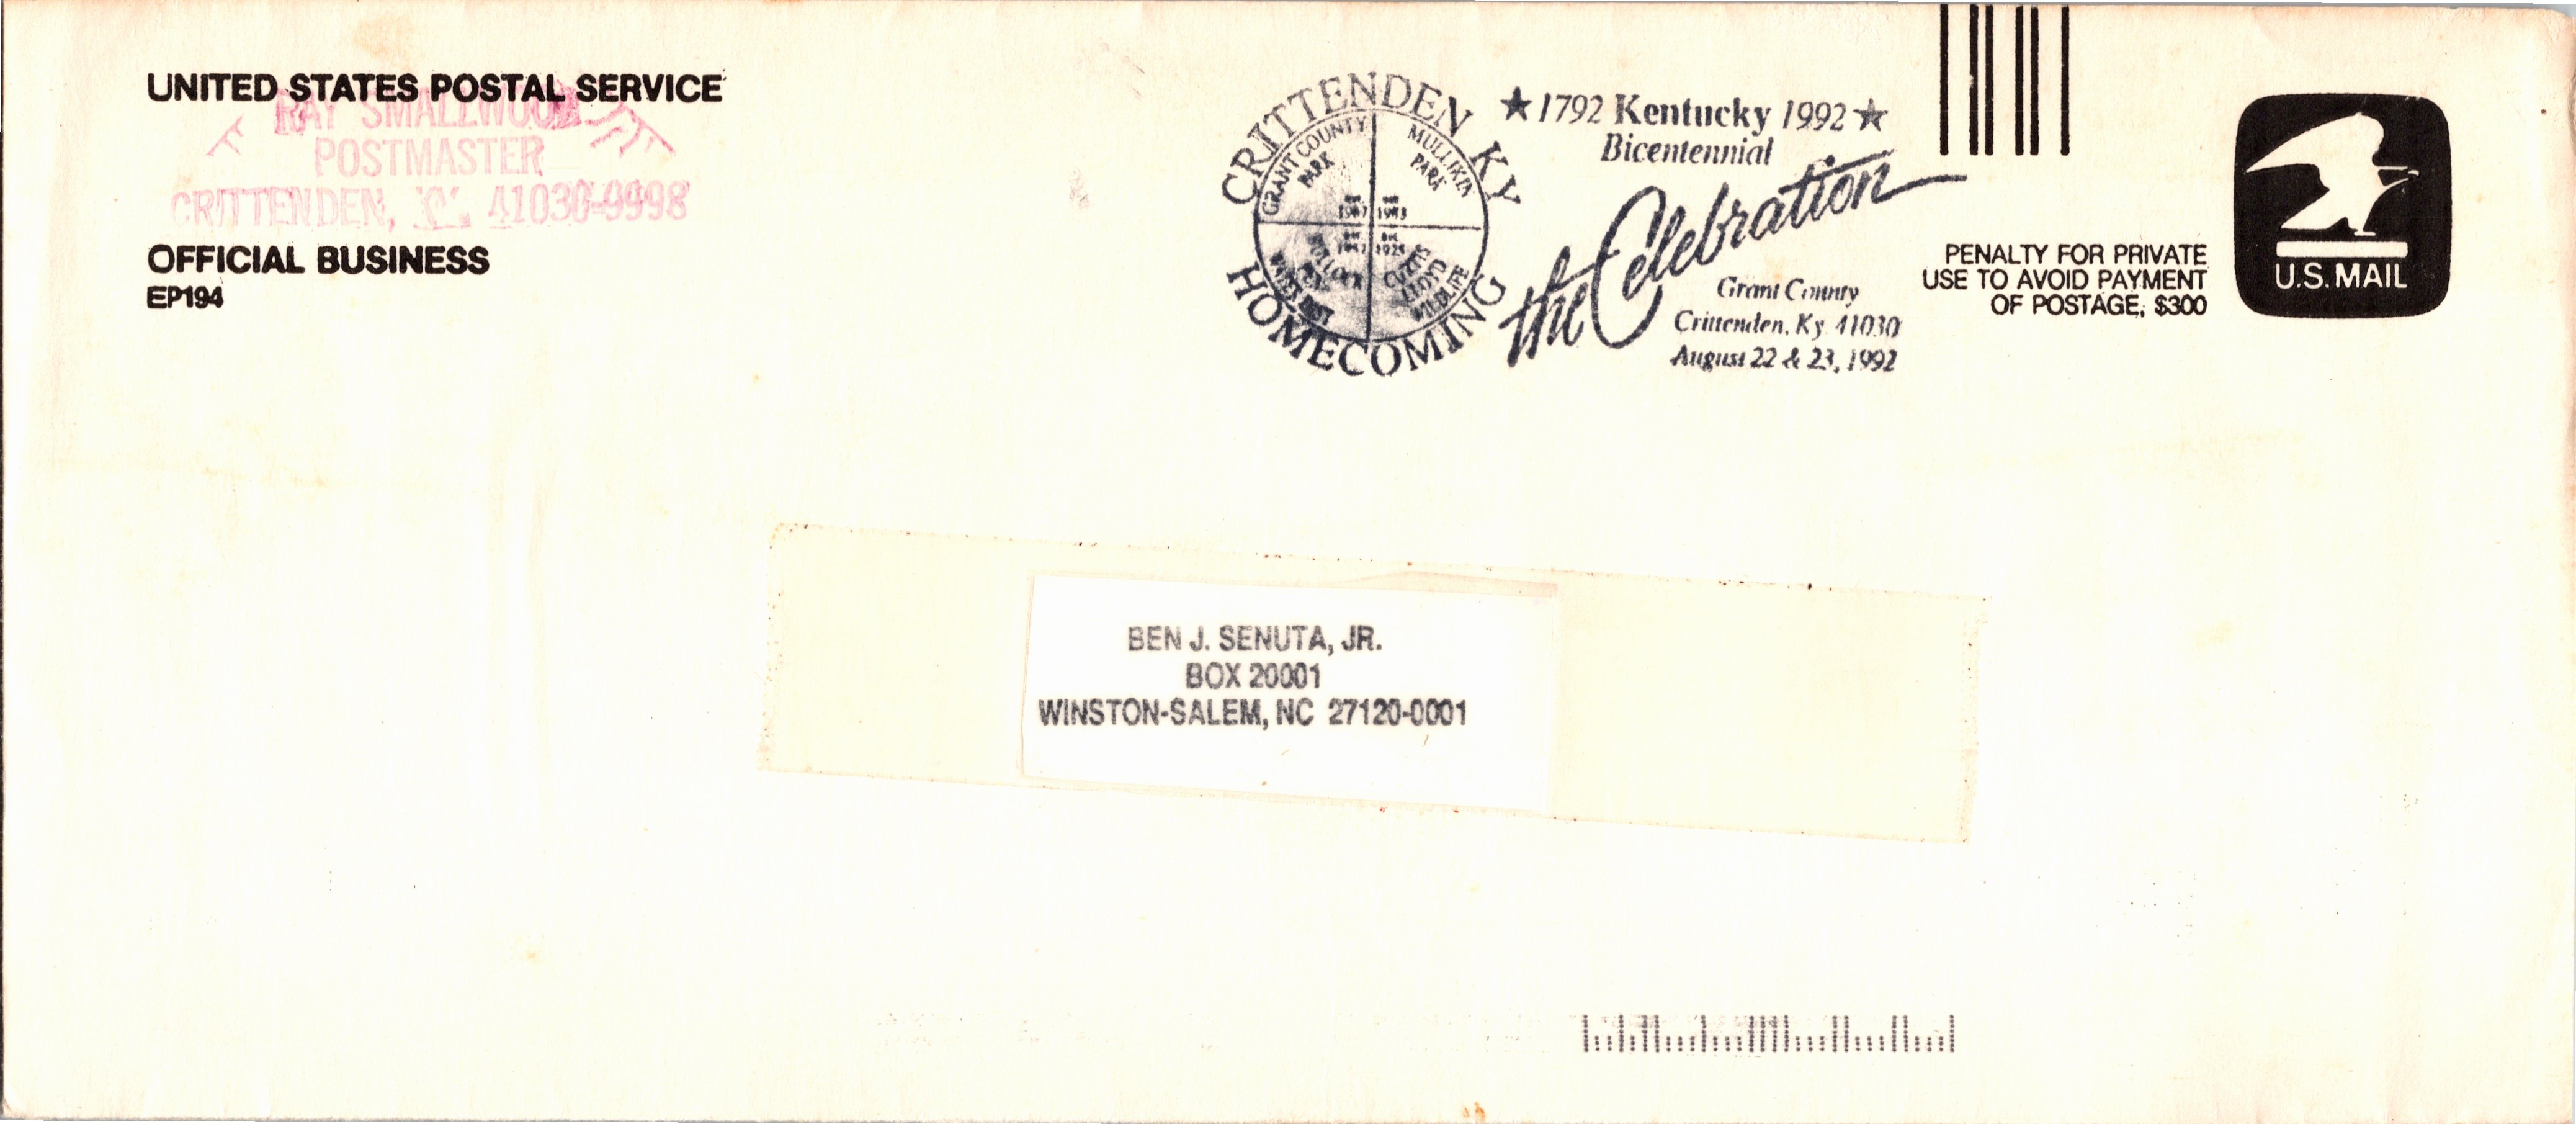 UNITED STATES POSTAL SERVICE
RAY SMALLWOOD
POSTMASTER
CRITTENDEN, 41030-9998
OFFICIAL BUSINESS
EP194
CRITTENDEN KY
GRANT COUNTY
PARK
MULLIKIN
PARK
CURTIS
LLOYD
WILDLIFE
HOMECOMING
★ 1792 Kentucky 1992 ★
Bicentennial
the Celebration
Grant County
Crittenden, Ky. 41030
August 22 & 23, 1992
PENALTY FOR PRIVATE
USE TO AVOID PAYMENT
OF POSTAGE, $300
U.S. MAIL
BEN J. SENUTA, JR.
BOX 20001
WINSTON-SALEM, NC 27120-0001